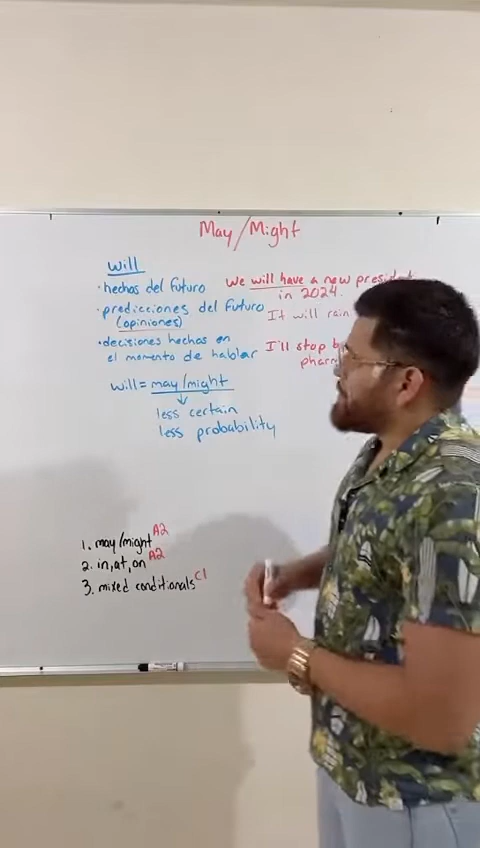 May/Might
will
• hechos del futuro
• predicciones del futuro
(opiniones)
• decisiones hechas en
el momento de hablar
will = may/might
↓
less certain
less probability
We will have a new
in 2024.
It will rain
I'll stop
1. may/might A2
2. in, at, on A2
3. mixed conditionals C1